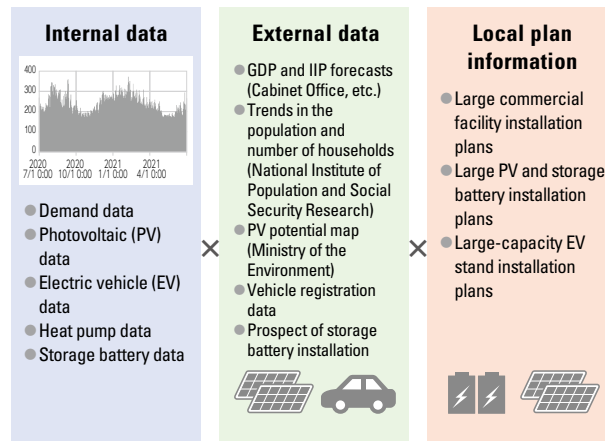 Internal data
400
300
200
100
0
2020 2020 2021 2021
7/1 0:00 10/1 0:00 1/1 0:00 4/1 0:00
●Demand data
●Photovoltaic (PV)
data
●Electric vehicle (EV)
data
●Heat pump data
●Storage battery data
×
External data
●GDP and IIP forecasts
(Cabinet Office, etc.)
●Trends in the
population and
number of households
(National Institute of
Population and Social
Security Research)
●PV potential map
(Ministry of the
Environment)
●Vehicle registration
data
●Prospect of storage
battery installation
×
Local plan
information
●Large commercial
facility installation
plans
●Large PV and storage
battery installation
plans
●Large-capacity EV
stand installation
plans